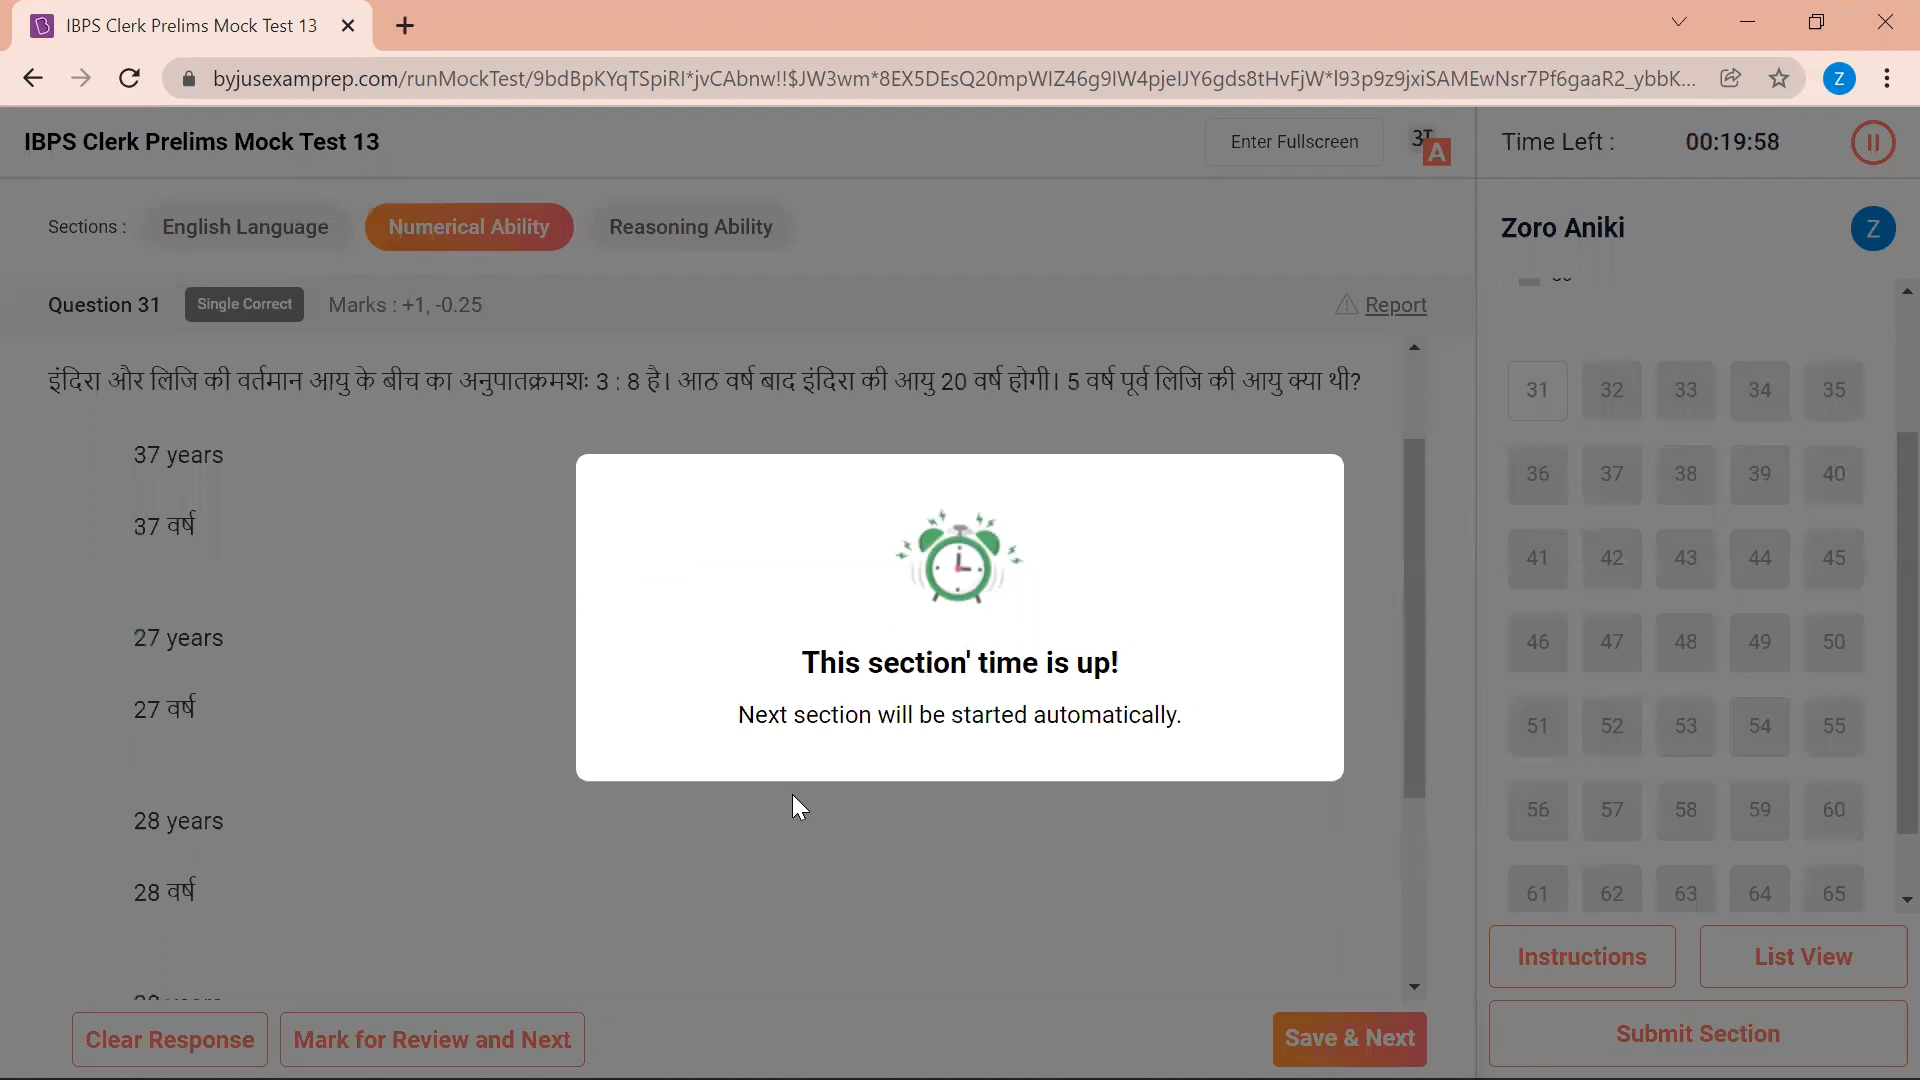 IBPS Clerk Prelims Mock Test 13
byjusexamprep.com/runMockTest/9bdBpKYqTSpiRI*jvCAbnw!!$JW3wm*8EX5DEsQ20mpWIZ46g9IW4pjeIJY6gds8tHvFjW*I93p9z9jxiSAMEwNsr7Pf6gaaR2_ybbK... Z
IBPS Clerk Prelims Mock Test 13
Enter Fullscreen
Time Left : 00:19:58
Sections : English Language Numerical Ability Reasoning Ability
Zoro Aniki Z
Question 31 Single Correct Marks : +1, -0.25 Report
इंदिरा और लिजि की वर्तमान आयु के बीच का अनुपातक्रमशः 3 : 8 है। आठ वर्ष बाद इंदिरा की आयु 20 वर्ष होगी। 5 वर्ष पूर्व लिजि की आयु क्या थी?
37 years
37 वर्ष
27 years
27 वर्ष
28 years
28 वर्ष
This section' time is up!
Next section will be started automatically.
31 32 33 34 35
36 37 38 39 40
41 42 43 44 45
46 47 48 49 50
51 52 53 54 55
56 57 58 59 60
61 62 63 64 65
Instructions List View
Clear Response Mark for Review and Next Save & Next
Submit Section